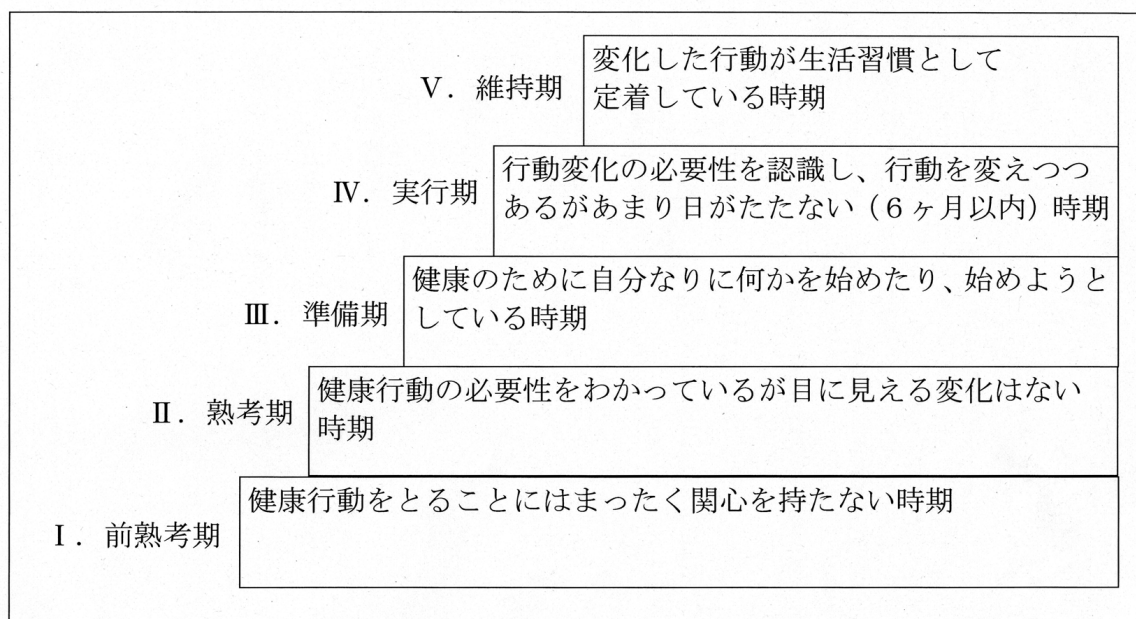 Ⅴ．維持期
変化した行動が生活習慣として
定着している時期
Ⅳ．実行期
行動変化の必要性を認識し、行動を変えつつ
あるがあまり日がたたない（６ヶ月以内）時期
Ⅲ．準備期
健康のために自分なりに何かを始めたり、始めようと
している時期
Ⅱ．熟考期
健康行動の必要性をわかっているが目に見える変化はない
時期
Ⅰ．前熟考期
健康行動をとることにはまったく関心を持たない時期